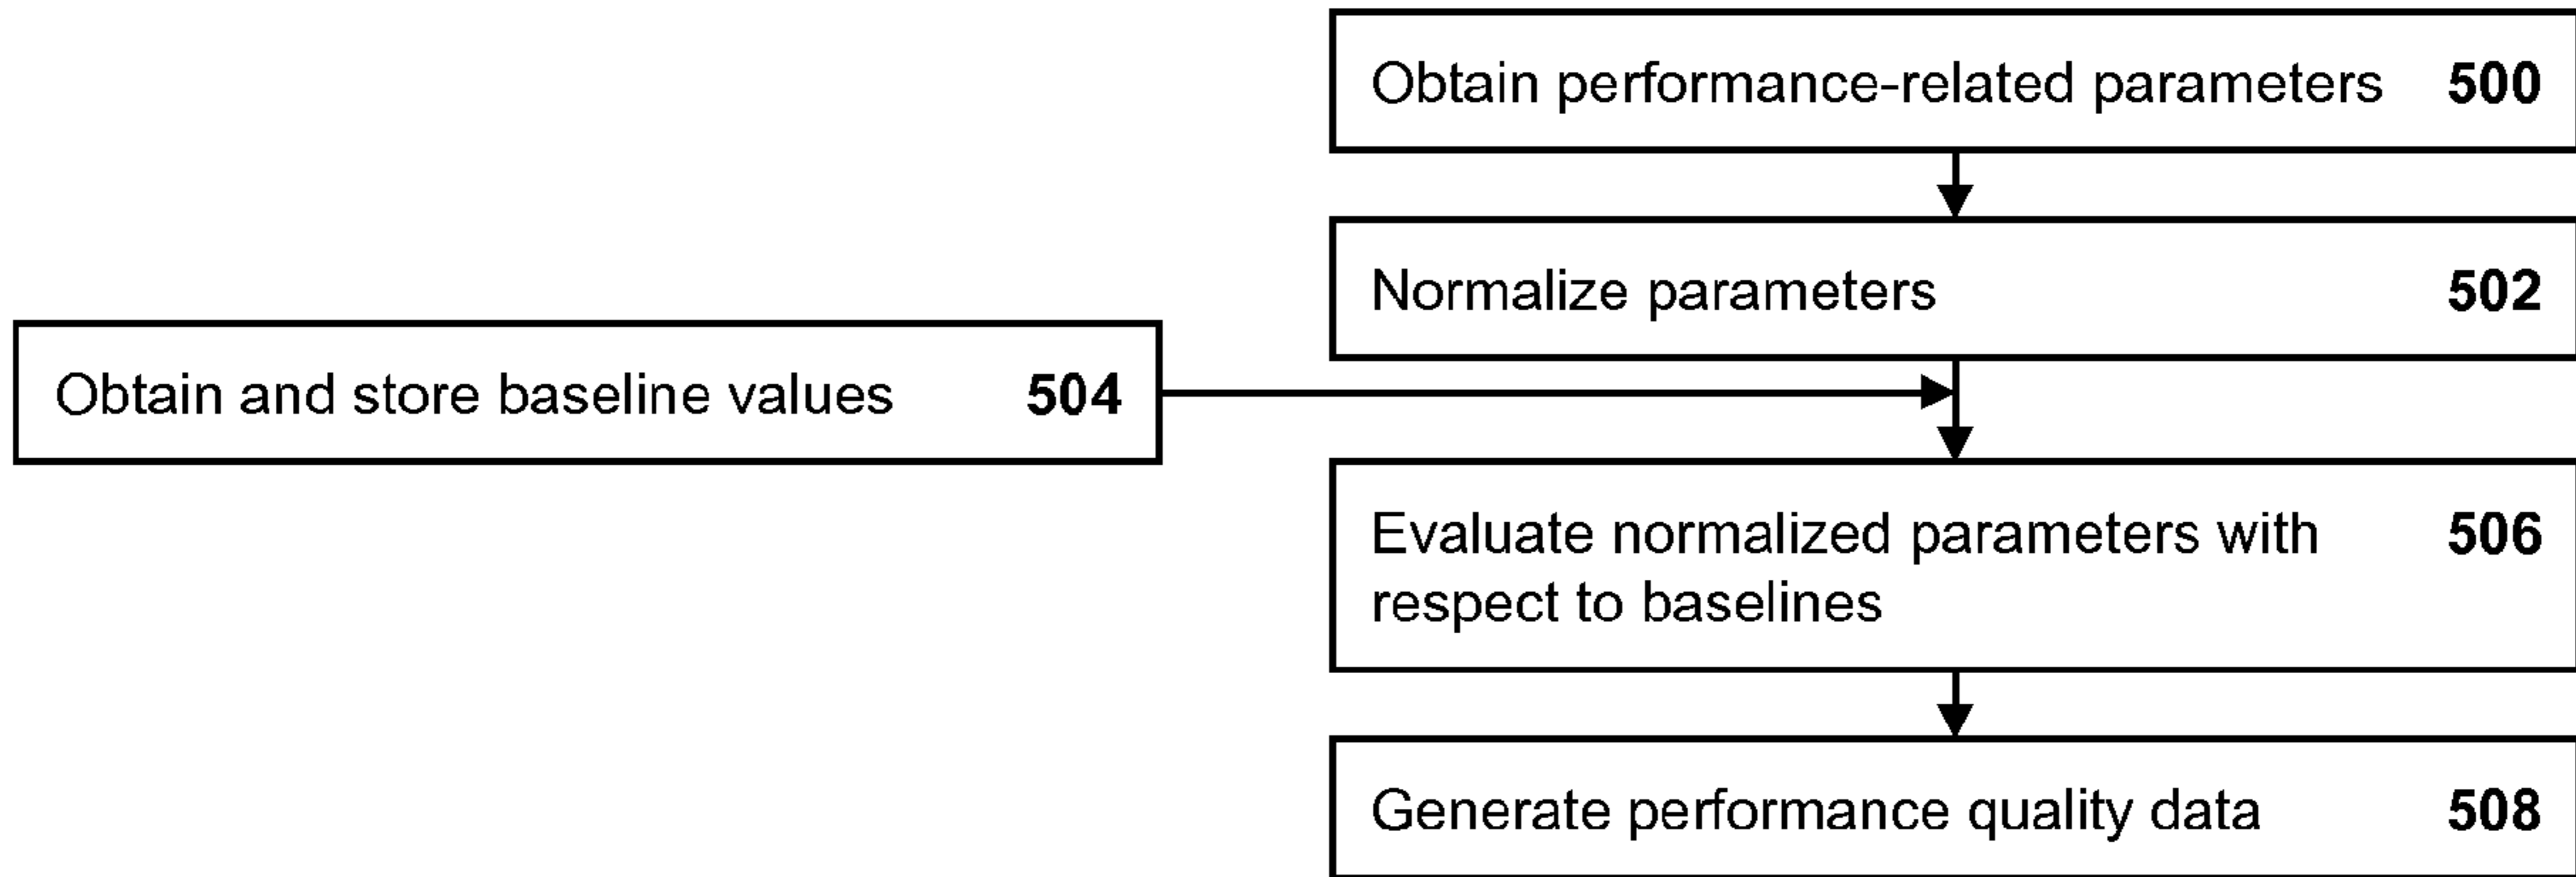 Obtain performance-related parameters 500
Normalize parameters 502
Obtain and store baseline values 504
Evaluate normalized parameters with 506
respect to baselines
Generate performance quality data 508